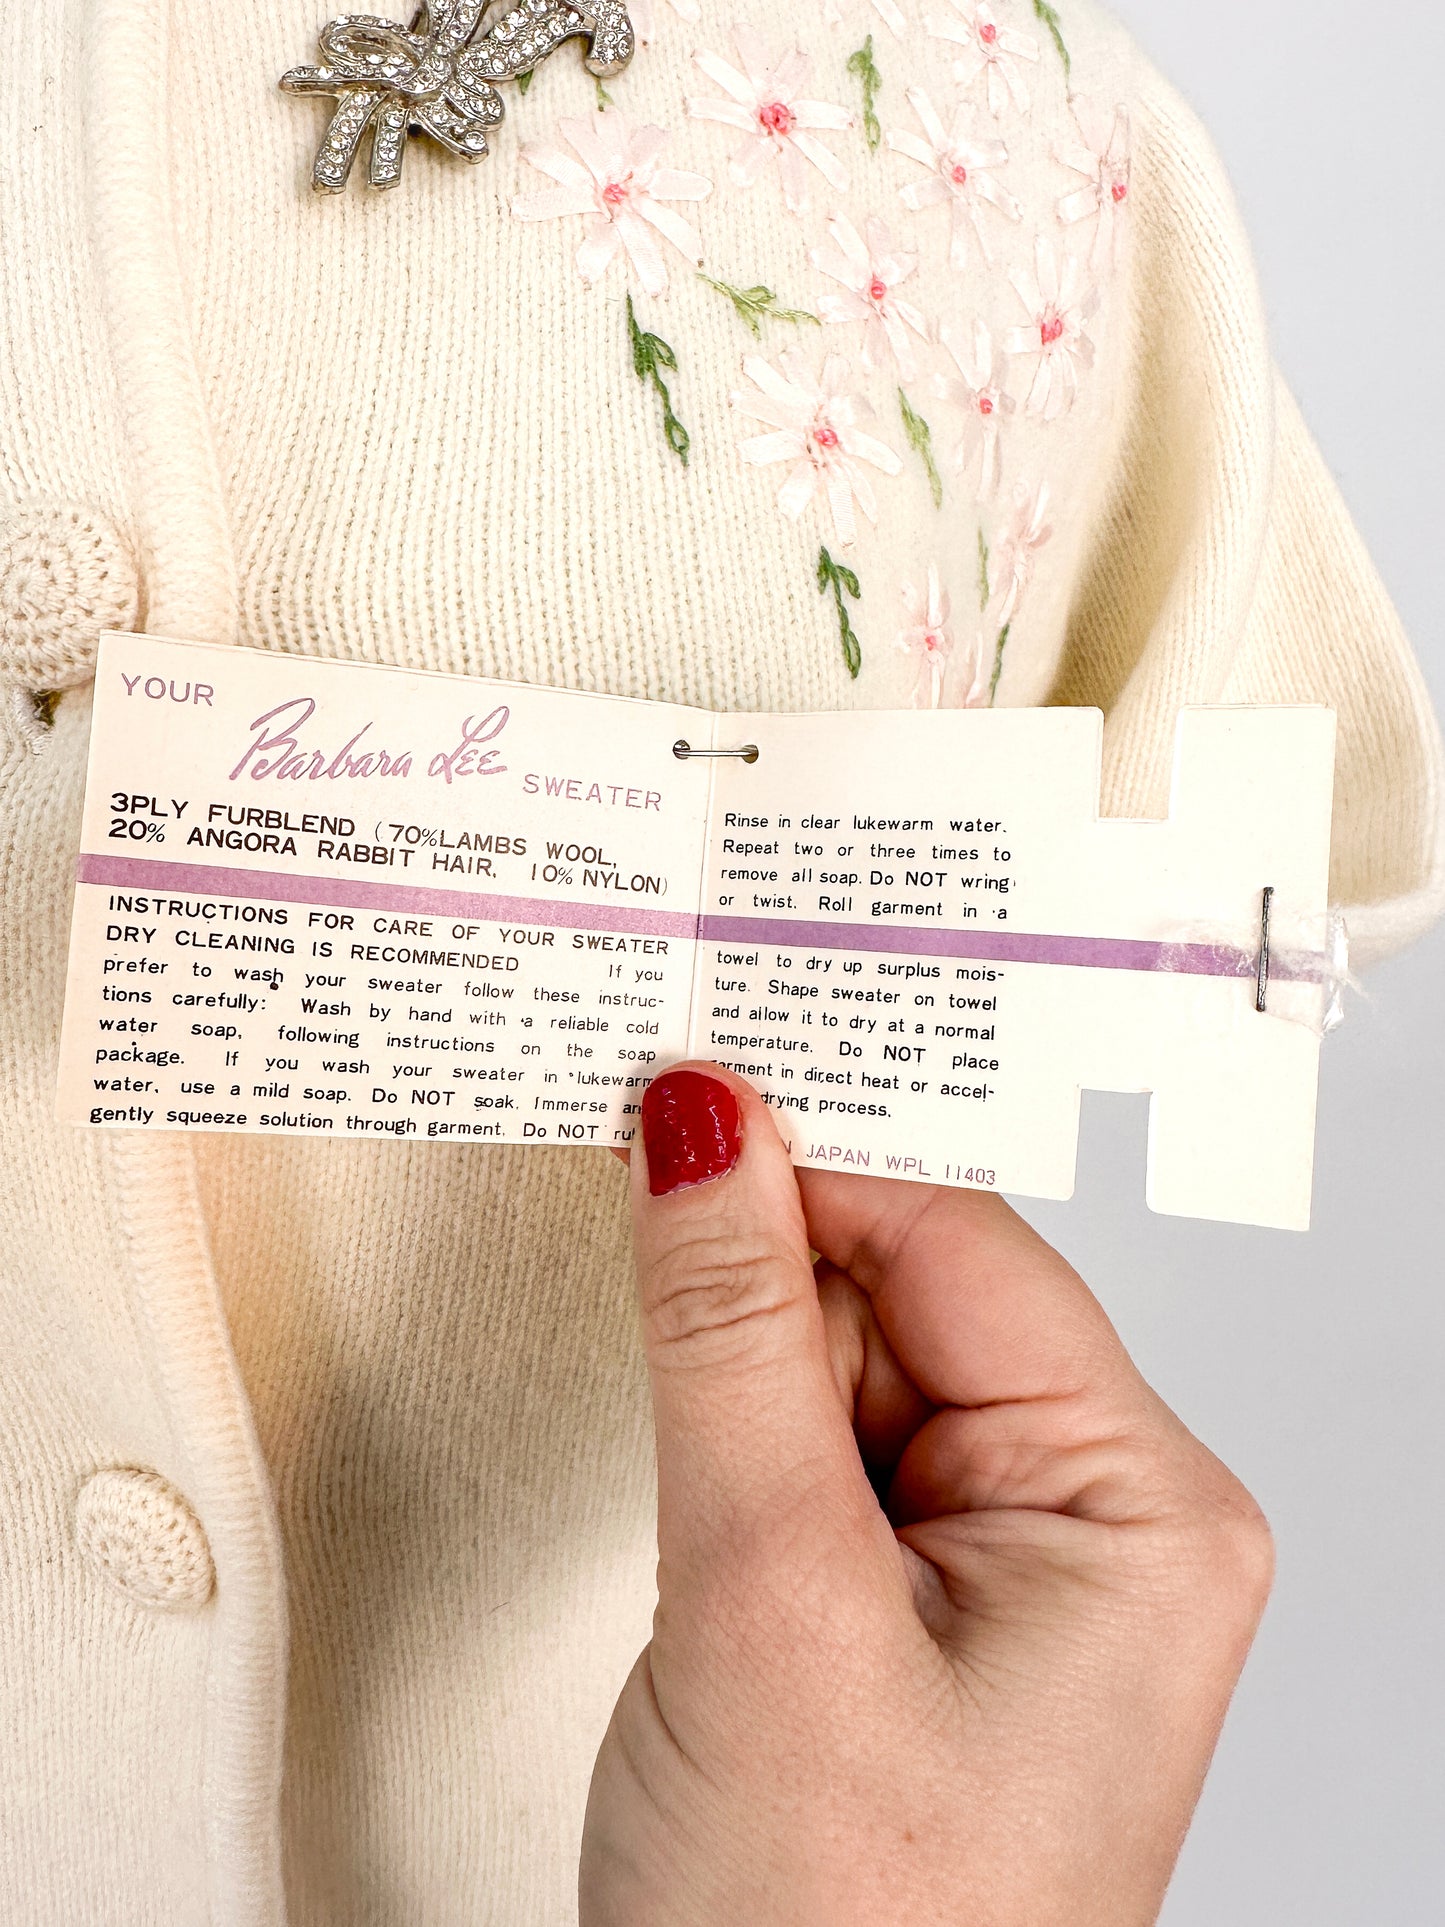 YOUR
Barbara Lee
SWEATER
3PLY FURBLEND (70% LAMBS WOOL,
20% ANGORA RABBIT HAIR. 10% NYLON)
INSTRUCTIONS FOR CARE OF YOUR SWEATER
DRY CLEANING IS RECOMMENDED If you
prefer to wash your sweater follow these instruc-
tions carefully: Wash by hand with a reliable cold
water soap, following instructions on the soap
package. If you wash your sweater in lukewarm
water, use a mild soap. Do NOT soak. Immerse
gently squeeze solution through garment. Do NOT
Rinse in clear lukewarm water.
Repeat two or three times to
remove all soap. Do NOT wring
or twist. Roll garment in a
towel to dry up surplus mois-
ture. Shape sweater on towel
and allow it to dry at a normal
temperature. Do NOT place
garment in direct heat or accel-
drying process.
JAPAN WPL 11403